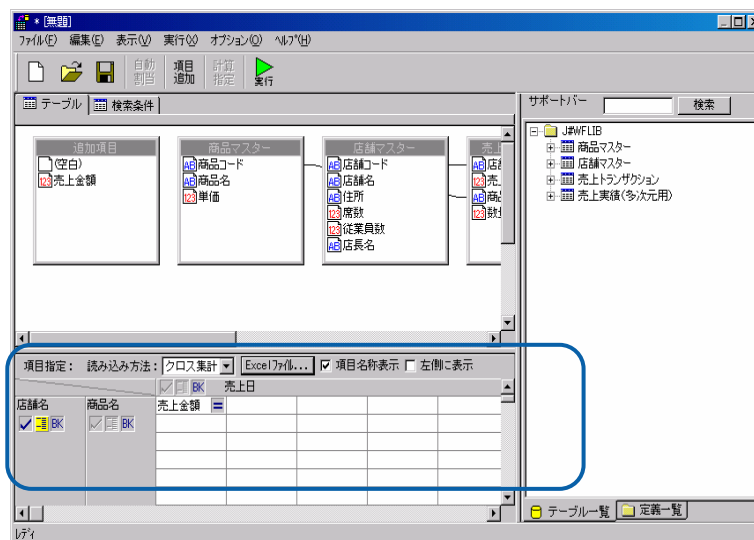 * [無題]
ファイル(F) 編集(E) 表示(V) 実行(X) オプション(O) ヘルプ(H)
自動割当 項目追加 計算指定 実行
テーブル 検索条件
追加項目
(空白)
売上金額
商品マスター
商品コード
商品名
単価
店舗マスター
店舗コード
店舗名
住所
席数
従業員数
店長名
売上
店舗
売
商品
数量
項目指定: 読み込み方法: クロス集計 Excelファイル... 項目名称表示 左側に表示
BK 売上日
店舗名 商品名 売上金額
BK BK
サポートバー 検索
J#WFLIB
商品マスター
店舗マスター
売上トランザクション
売上実績(多次元用)
テーブル一覧 定義一覧
レディ